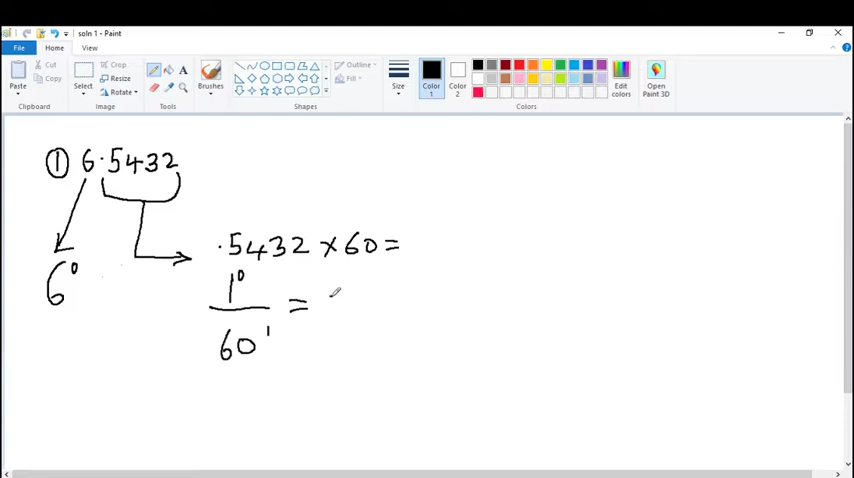 soln 1 - Paint
File Home View
Paste Cut Copy Clipboard
Select Crop Resize Rotate Image
A Tools
Brushes
Outline Fill Shapes
Size
Color 1 Color 2 Edit colors Colors
Open Paint 3D
① 6.5432
6°
.5432 × 60 =
1°
60' =